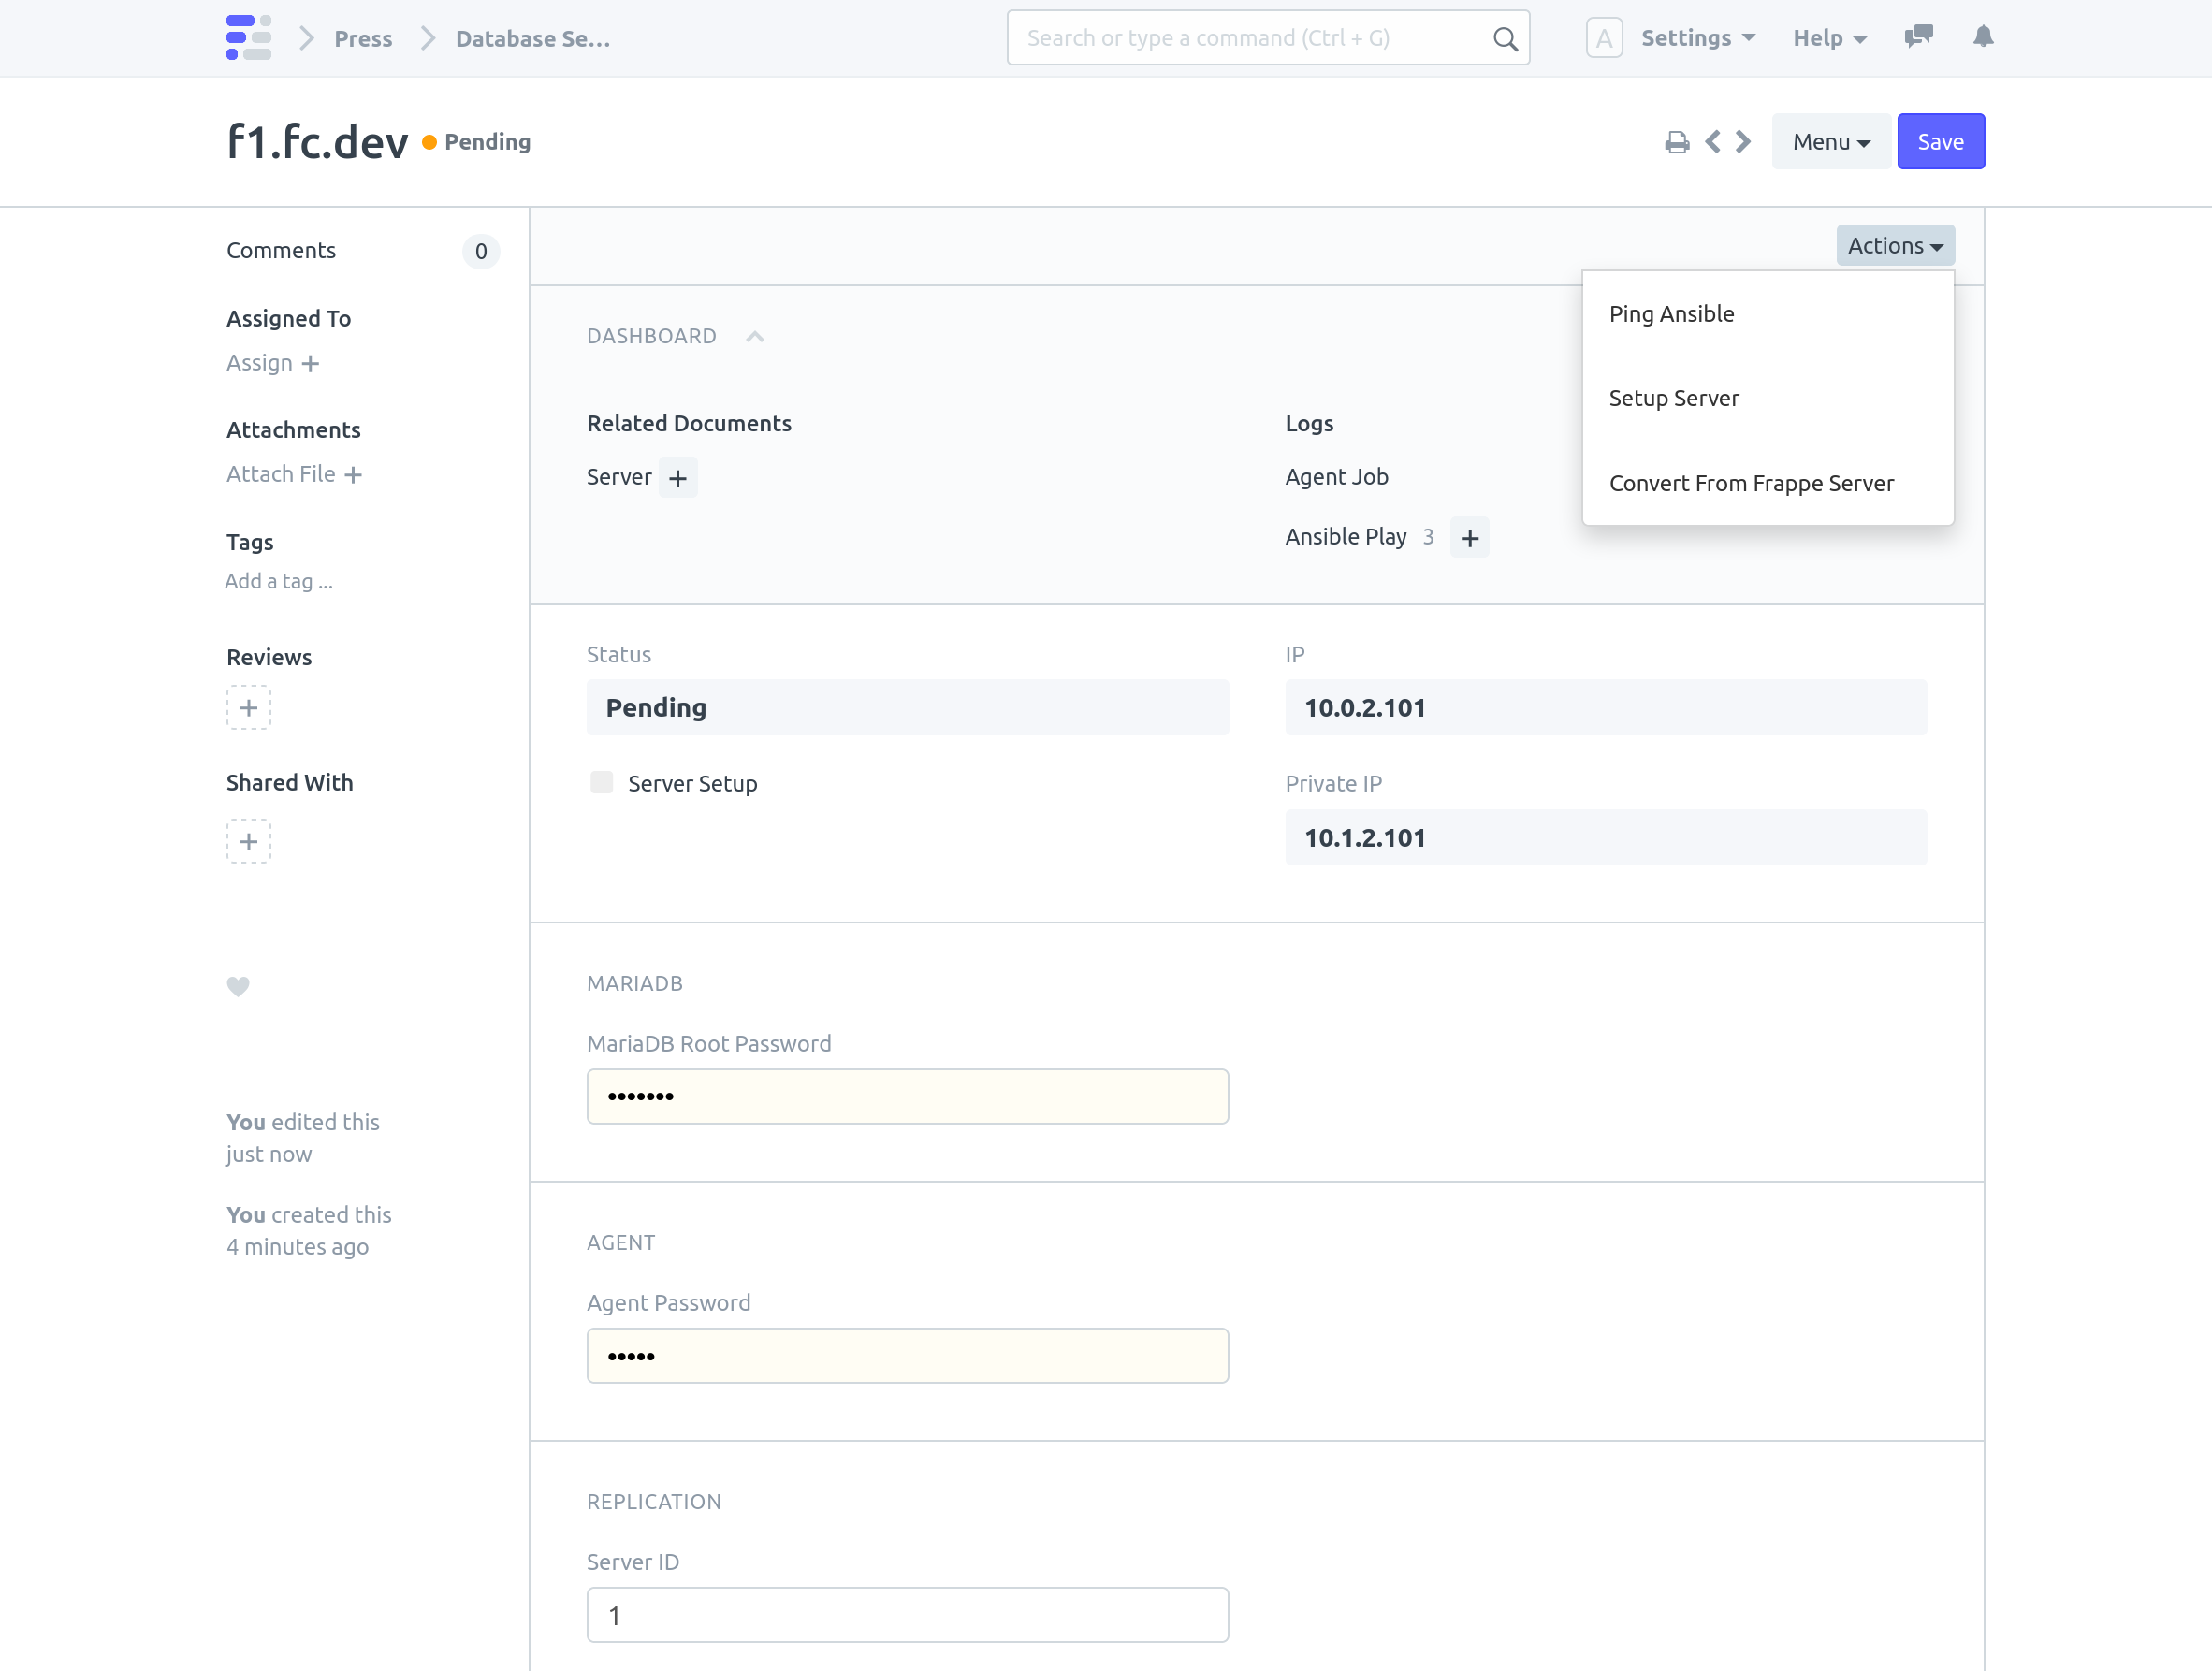 Press
Database Se...
Search or type a command (Ctrl + G)
A
Settings
Help
f1.fc.dev
Pending
Menu
Save
Comments
0
Assigned To
Assign +
Attachments
Attach File +
Tags
Add a tag ...
Reviews
+
Shared With
+
You edited this
just now
You created this
4 minutes ago
Actions
Ping Ansible
Setup Server
Convert From Frappe Server
DASHBOARD
Related Documents
Server +
Logs
Agent Job
Ansible Play 3 +
Status
Pending
Server Setup
IP
10.0.2.101
Private IP
10.1.2.101
MARIADB
MariaDB Root Password
•••••••
AGENT
Agent Password
•••••
REPLICATION
Server ID
1